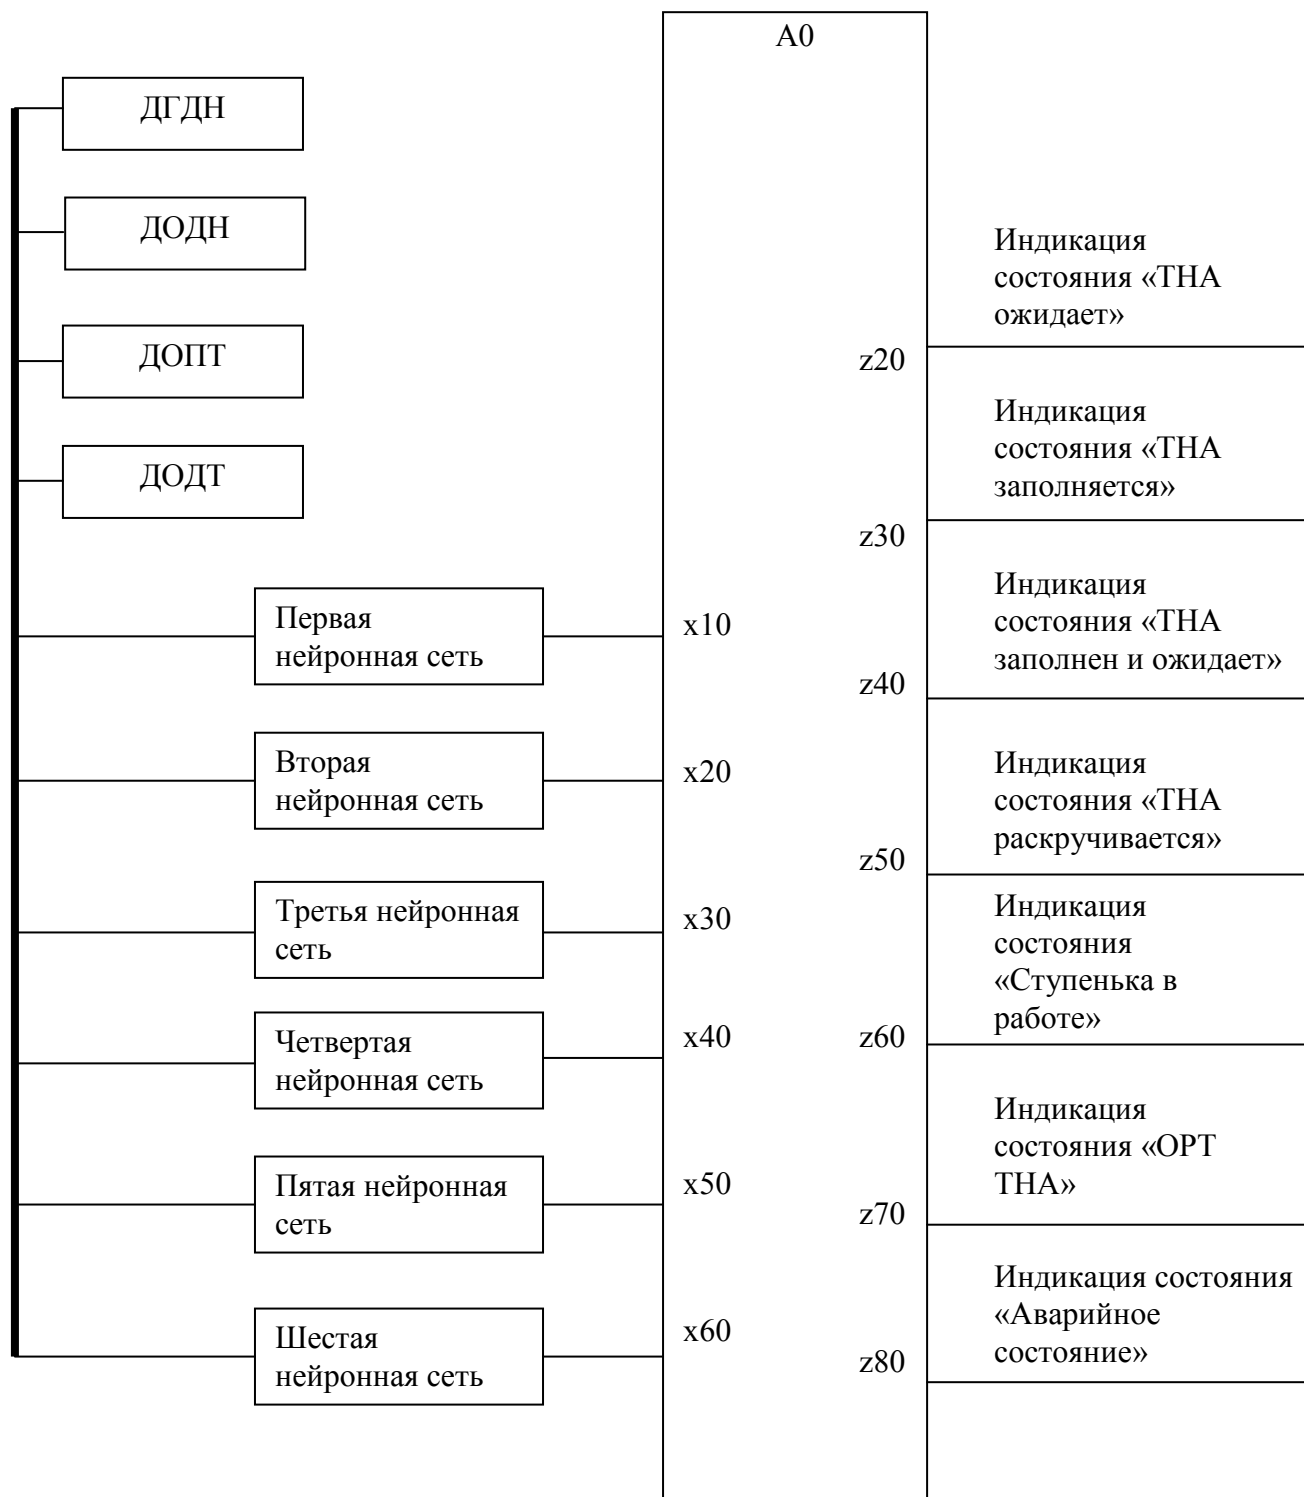 А0
ДГДН
ДОДН
ДОПТ
ДОДТ
Первая
нейронная сеть
Вторая
нейронная сеть
Третья нейронная
сеть
Четвертая
нейронная сеть
Пятая нейронная
сеть
Шестая
нейронная сеть
x10
x20
x30
x40
x50
x60
z20
z30
z40
z50
z60
z70
z80
Индикация
состояния «ТНА
ожидает»
Индикация
состояния «ТНА
заполняется»
Индикация
состояния «ТНА
заполнен и ожидает»
Индикация
состояния «ТНА
раскручивается»
Индикация
состояния
«Ступенька в
работе»
Индикация
состояния «ОРТ
ТНА»
Индикация состояния
«Аварийное
состояние»